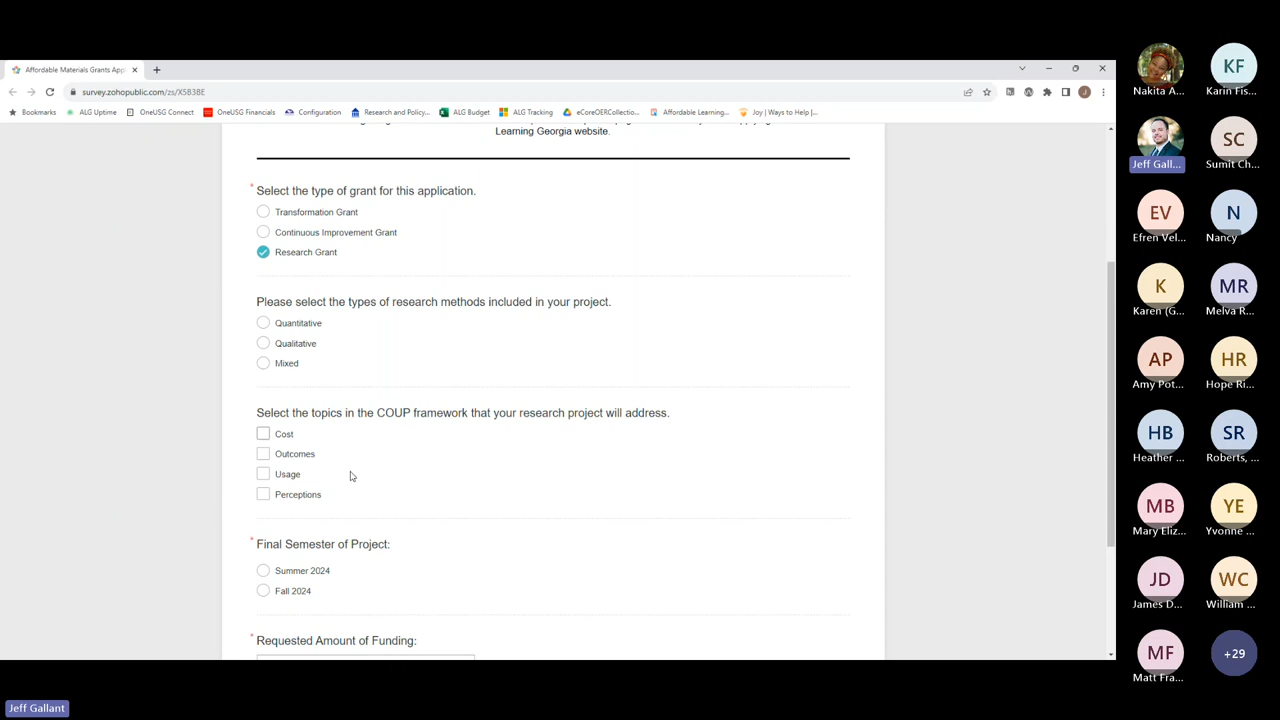 Affordable Materials Grants App
survey.zohopublic.com/zs/X5B3BE
Bookmarks
ALG Uptime
OneUSG Connect
OneUSG Financials
Configuration
Research and Policy...
ALG Budget
ALG Tracking
eCoreOERCollectio...
Affordable Learning...
Joy | Ways to Help |...
Learning Georgia website.
* Select the type of grant for this application.
Transformation Grant
Continuous Improvement Grant
Research Grant
Please select the types of research methods included in your project.
Quantitative
Qualitative
Mixed
Select the topics in the COUP framework that your research project will address.
Cost
Outcomes
Usage
Perceptions
* Final Semester of Project:
Summer 2024
Fall 2024
* Requested Amount of Funding:
J
Nakita A...
KF
Karin Fis...
Jeff Gall...
SC
Sumit Ch...
EV
Efren Vel...
N
Nancy
K
Karen (G...
MR
Melva R...
AP
Amy Pot...
HR
Hope Ri...
HB
Heather ...
SR
Roberts, ...
MB
Mary Eliz...
YE
Yvonne ...
JD
James D...
WC
William ...
MF
Matt Fra...
+29
Jeff Gallant